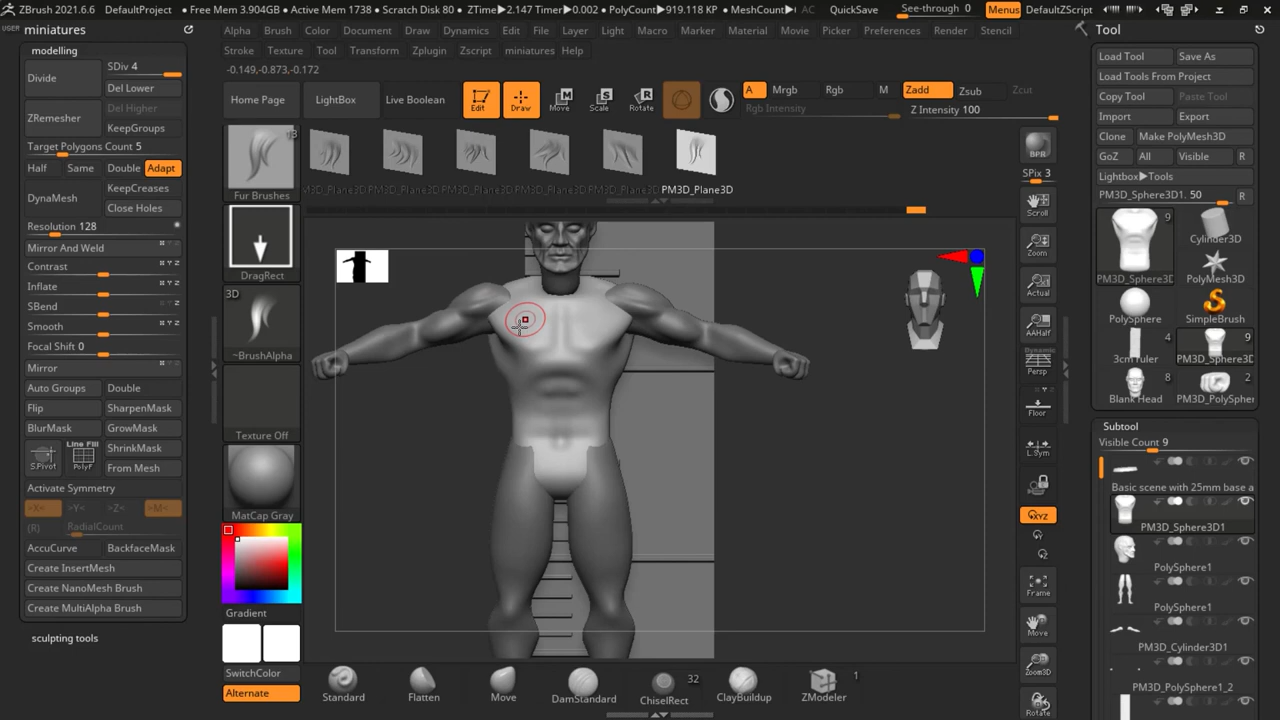 ZBrush 2021.6.6 DefaultProject • Free Mem 3.904GB • Active Mem 1738 • Scratch Disk 80 • ZTime▶2.147 Timer▶0.002 • PolyCount▶919.118 KP • MeshCount▶1 AC QuickSave See-through 0 Menus DefaultZScript
USER miniatures Alpha Brush Color Document Draw Dynamics Edit File Layer Light Macro Marker Material Movie Picker Preferences Render Stencil Tool
modelling Stroke Texture Tool Transform Zplugin Zscript miniatures Help
Load Tool Save As
-0.149,-0.873,-0.172
SDiv 4
Divide
Del Lower
Load Tools From Project
Home Page LightBox Live Boolean Edit Draw Move Scale Rotate A Mrgb Rgb M Zadd Zsub Zcut
Rgb Intensity Z Intensity 100
Copy Tool Paste Tool
Del Higher
ZRemesher
Import Export
KeepGroups
Clone Make PolyMesh3D
Target Polygons Count 5
GoZ All Visible R
Half Same Double Adapt
Lightbox▶Tools
13
Fur Brushes
PM3D_Plane3D PM3D_Plane3D PM3D_Plane3D PM3D_Plane3D PM3D_Plane3D
BPR
SPix 3
PM3D_Sphere3D1. 50 R
KeepCreases
DynaMesh
Close Holes
Resolution 128
Mirror And Weld
Contrast
Inflate
SBend
Smooth
Focal Shift 0
Mirror
Auto Groups Double
Flip SharpenMask
BlurMask GrowMask
S.Pivot Line Fill PolyF ShrinkMask
From Mesh
Activate Symmetry
>X< >Y< >Z< >M<
(R) RadialCount
AccuCurve BackfaceMask
Create InsertMesh
Create NanoMesh Brush
Create MultiAlpha Brush
sculpting tools
DragRect
3D
~BrushAlpha
Texture Off
MatCap Gray
Gradient
SwitchColor
Alternate
Scroll
Zoom
Actual
AAHalf
Dynamic
Persp
Floor
L.Sym
XYZ
Frame
Move
Zoom3D
Rotate
9
Cylinder3D
PM3D_Sphere3D PolyMesh3D
PolySphere SimpleBrush
4 9
3cm ruler PM3D_Sphere3D
8 2
Blank Head PM3D_PolySpher
Subtool
Visible Count 9
Basic scene with 25mm base a
PM3D_Sphere3D1
PolySphere1
PolySphere1
PM3D_Cylinder3D1
PM3D_PolySphere1_2
Standard Flatten Move DamStandard 32 ChiselRect ClayBuildup 1 ZModeler